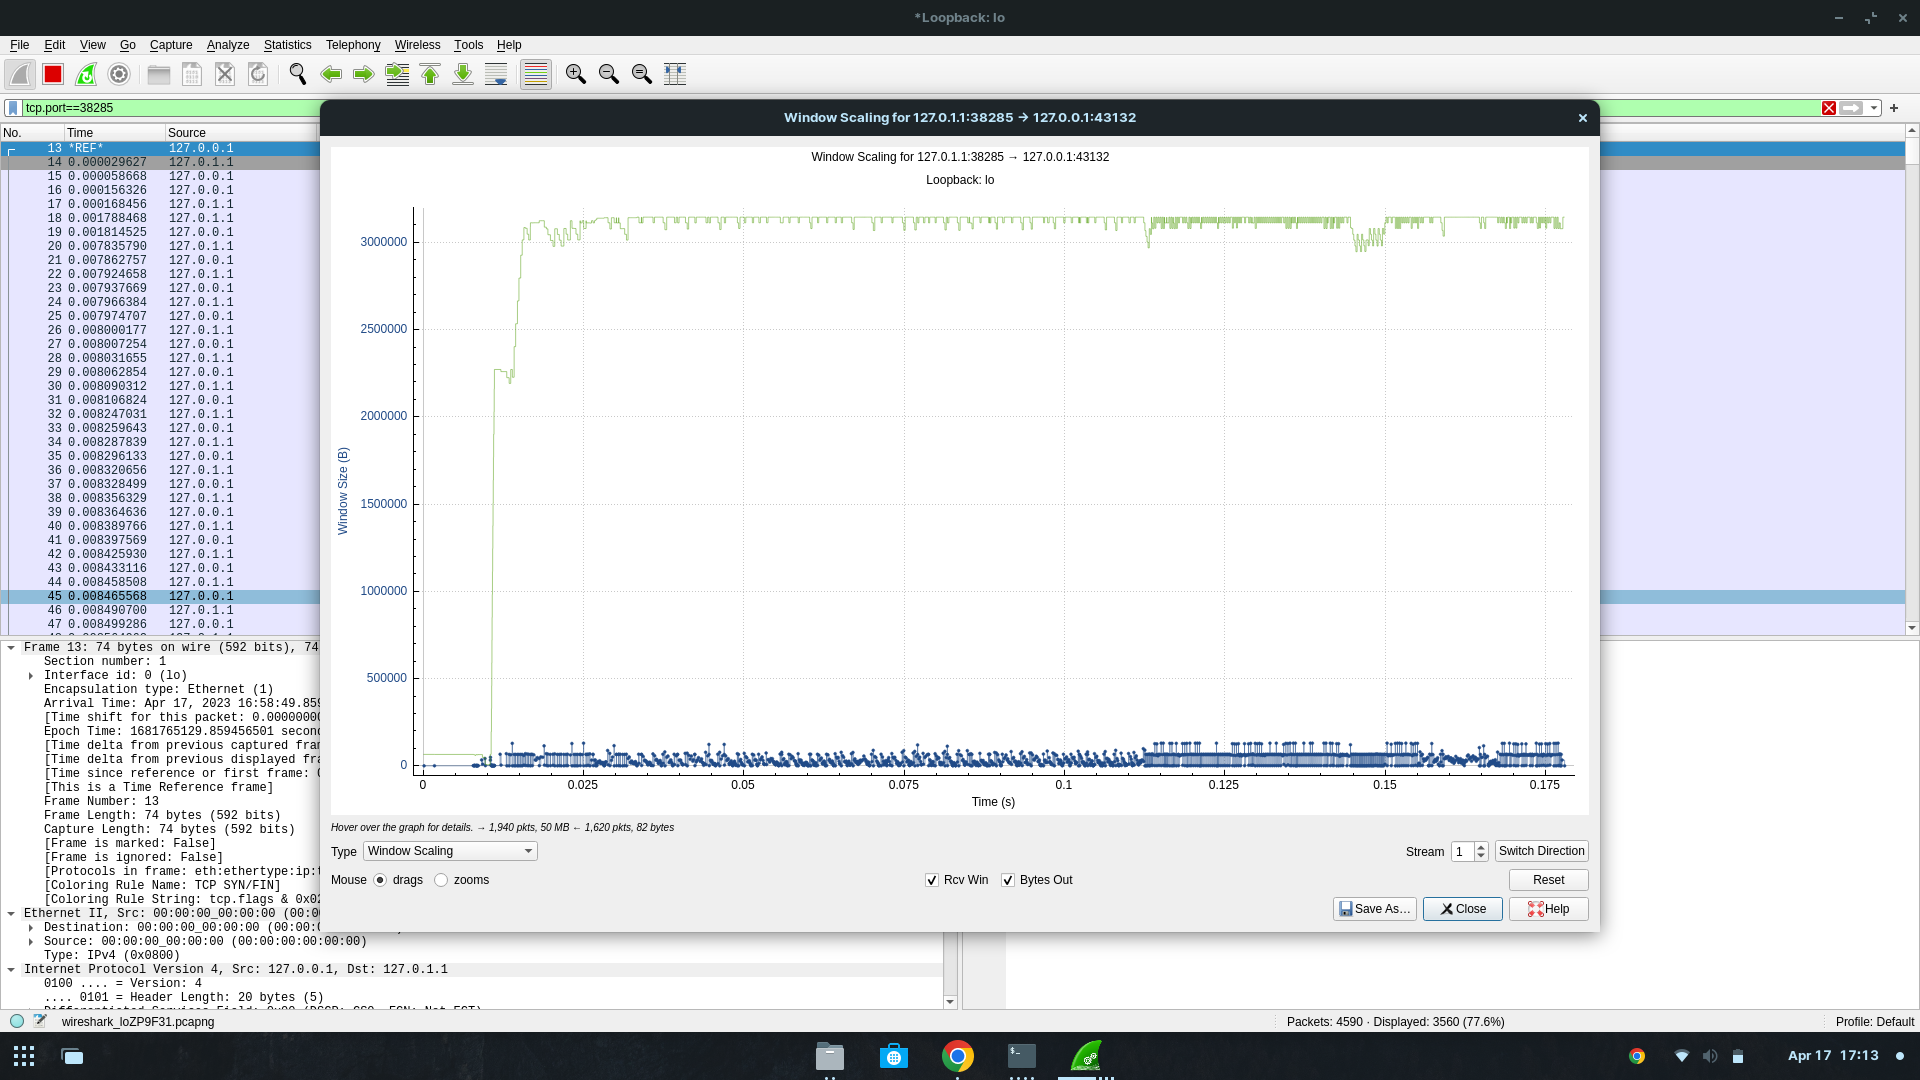 *Loopback: lo
File Edit View Go Capture Analyze Statistics Telephony Wireless Tools Help
tcp.port==38285
No. Time Source
13 *REF* 127.0.0.1
14 0.000029627 127.0.1.1
15 0.000058668 127.0.0.1
16 0.000156326 127.0.0.1
17 0.000168456 127.0.1.1
18 0.001788468 127.0.1.1
19 0.001814525 127.0.0.1
20 0.007835790 127.0.1.1
21 0.007862757 127.0.0.1
22 0.007924658 127.0.1.1
23 0.007937669 127.0.0.1
24 0.007966384 127.0.1.1
25 0.007974707 127.0.0.1
26 0.008000177 127.0.1.1
27 0.008007254 127.0.0.1
28 0.008031655 127.0.1.1
29 0.008062854 127.0.0.1
30 0.008090312 127.0.1.1
31 0.008106824 127.0.0.1
32 0.008247031 127.0.1.1
33 0.008259643 127.0.0.1
34 0.008287839 127.0.1.1
35 0.008296133 127.0.0.1
36 0.008320656 127.0.1.1
37 0.008328499 127.0.0.1
38 0.008356329 127.0.1.1
39 0.008364636 127.0.0.1
40 0.008389766 127.0.1.1
41 0.008397569 127.0.0.1
42 0.008425930 127.0.1.1
43 0.008433116 127.0.0.1
44 0.008458508 127.0.1.1
45 0.008465568 127.0.0.1
46 0.008490700 127.0.1.1
47 0.008499286 127.0.0.1
Frame 13: 74 bytes on wire (592 bits), 74
Section number: 1
Interface id: 0 (lo)
Encapsulation type: Ethernet (1)
Arrival Time: Apr 17, 2023 16:58:49.859
[Time shift for this packet: 0.00000000
Epoch Time: 1681765129.859456501 second
[Time delta from previous captured fram
[Time delta from previous displayed fra
[Time since reference or first frame: 0
[This is a Time Reference frame]
Frame Number: 13
Frame Length: 74 bytes (592 bits)
Capture Length: 74 bytes (592 bits)
[Frame is marked: False]
[Frame is ignored: False]
[Protocols in frame: eth:ethertype:ip:t
[Coloring Rule Name: TCP SYN/FIN]
[Coloring Rule String: tcp.flags & 0x02
Ethernet II, Src: 00:00:00_00:00:00 (00:00
Destination: 00:00:00_00:00:00 (00:00:0
Source: 00:00:00_00:00:00 (00:00:00:00:00:00)
Type: IPv4 (0x0800)
Internet Protocol Version 4, Src: 127.0.0.1, Dst: 127.0.1.1
0100 .... = Version: 4
.... 0101 = Header Length: 20 bytes (5)
Window Scaling for 127.0.1.1:38285 → 127.0.0.1:43132
Window Scaling for 127.0.1.1:38285 → 127.0.0.1:43132
Loopback: lo
Window Size (B)
3000000
2500000
2000000
1500000
1000000
500000
0
0 0.025 0.05 0.075 0.1 0.125 0.15 0.175
Time (s)
Hover over the graph for details. → 1,940 pkts, 50 MB ← 1,620 pkts, 82 bytes
Type Window Scaling Stream 1 Switch Direction
Mouse drags zooms Rcv Win Bytes Out Reset
Save As… Close Help
wireshark_loZP9F31.pcapng Packets: 4590 · Displayed: 3560 (77.6%) Profile: Default
Apr 17 17:13